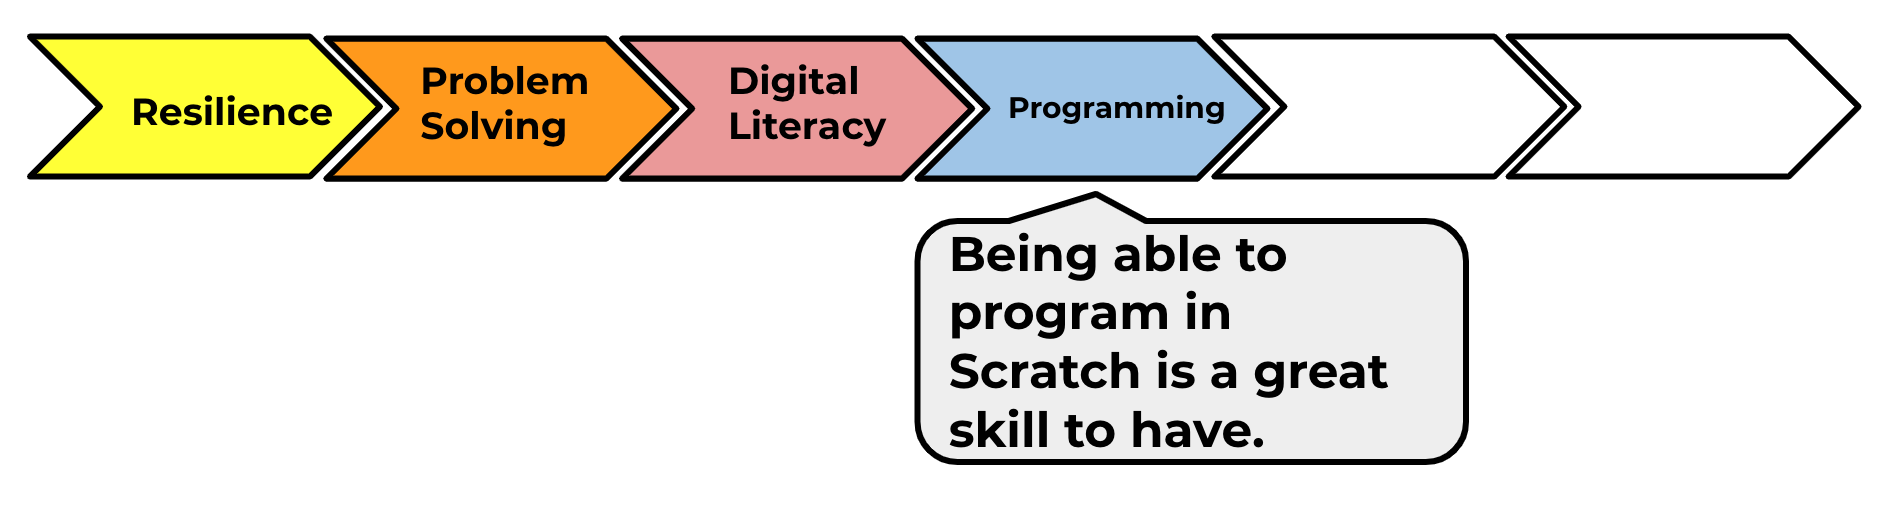 Resilience
Problem
Solving
Digital
Literacy
Programming
Being able to
program in
Scratch is a great
skill to have.